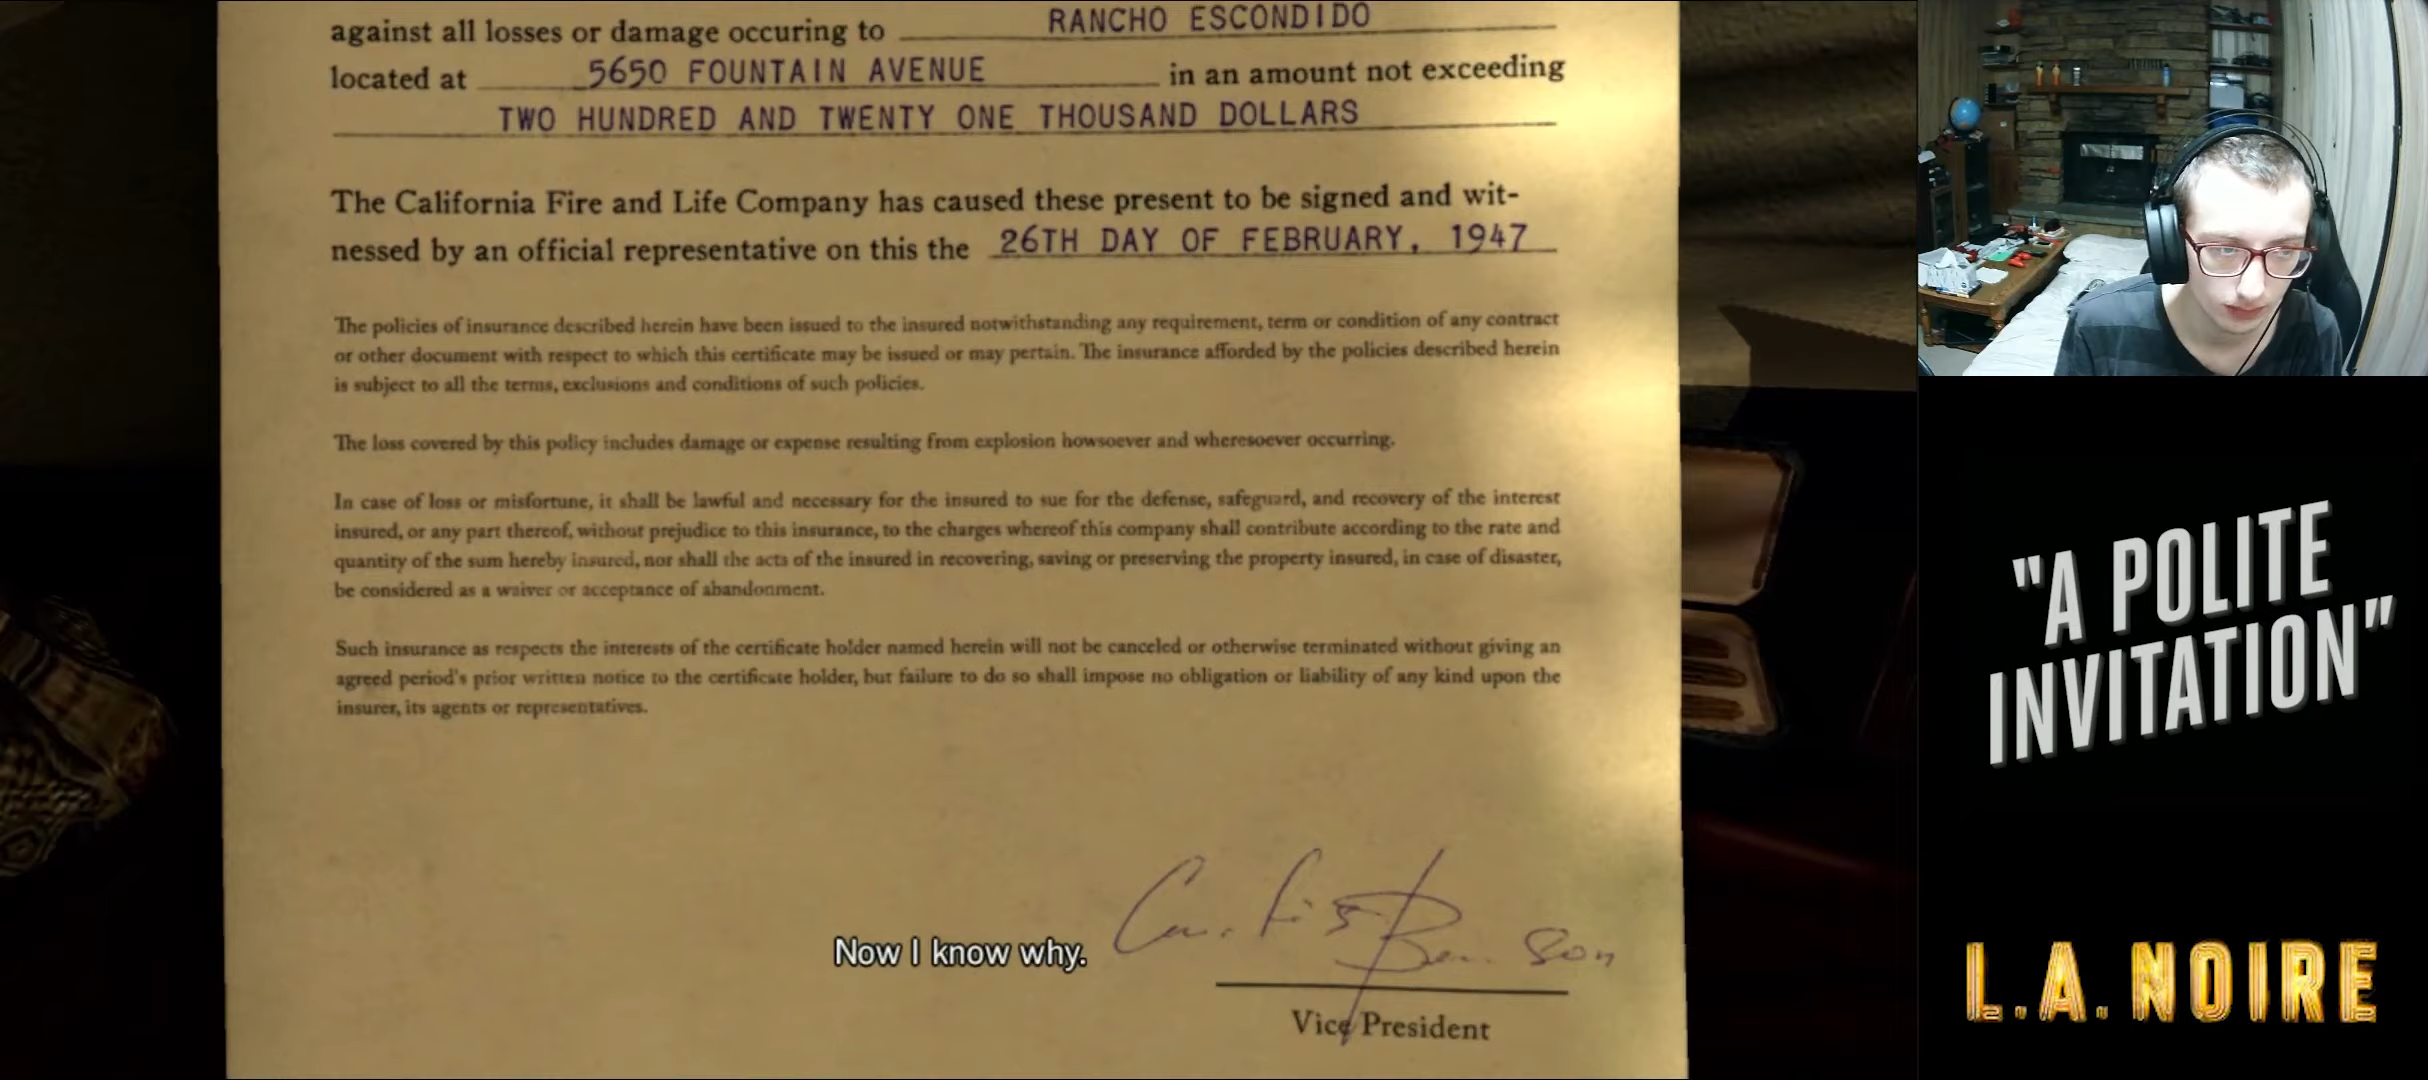 against all losses or damage occuring to RANCHO ESCONDIDO
located at 5650 FOUNTAIN AVENUE in an amount not exceeding
TWO HUNDRED AND TWENTY ONE THOUSAND DOLLARS
The California Fire and Life Company has caused these present to be signed and wit-
nessed by an official representative on this the 26TH DAY OF FEBRUARY, 1947
The policies of insurance described herein have been issued to the insured notwithstanding any requirement, term or condition of any contract
or other document with respect to which this certificate may be issued or may pertain. The insurance afforded by the policies described herein
is subject to all the terms, exclusions and conditions of such policies.
The loss covered by this policy includes damage or expense resulting from explosion howsoever and wheresoever occurring.
In case of loss or misfortune, it shall be lawful and necessary for the insured to sue for the defense, safeguard, and recovery of the interest
insured, or any part thereof, without prejudice to this insurance, to the charges whereof this company shall contribute according to the rate and
quantity of the sum hereby insured, nor shall the acts of the insured in recovering, saving or preserving the property insured, in case of disaster,
be considered as a waiver or acceptance of abandonment.
Such insurance as respects the interests of the certificate holder named herein will not be canceled or otherwise terminated without giving an
agreed period's prior written notice to the certificate holder, but failure to do so shall impose no obligation or liability of any kind upon the
insurer, its agents or representatives.
Curtis Benson
Now I know why.
Vice President
"A POLITE
INVITATION"
L.A. NOIRE